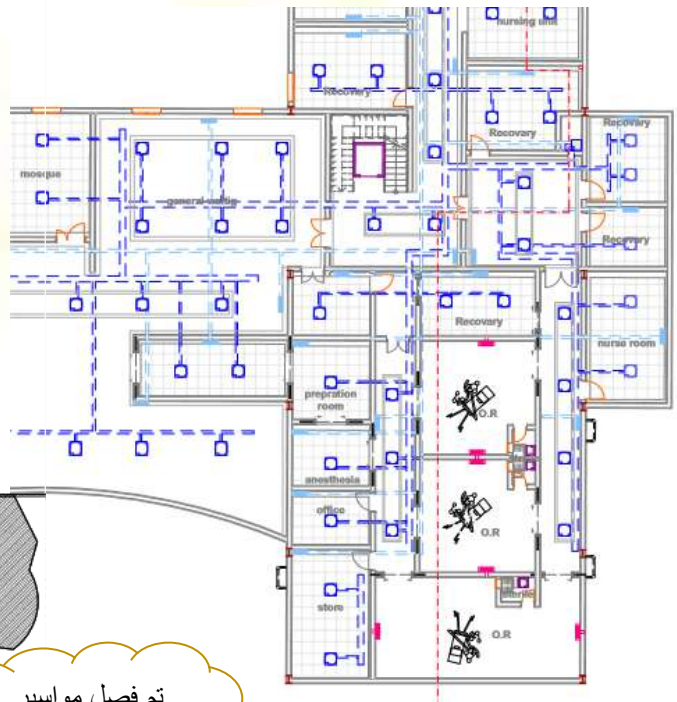 nursing unit
Recovary
Recovary
Recovary
mosque
general waitig
Recovary
Recovary
nurse room
prepration
room
O.R
anesthesia
office
O.R
store
sterile
O.R
تم فصل مواسير